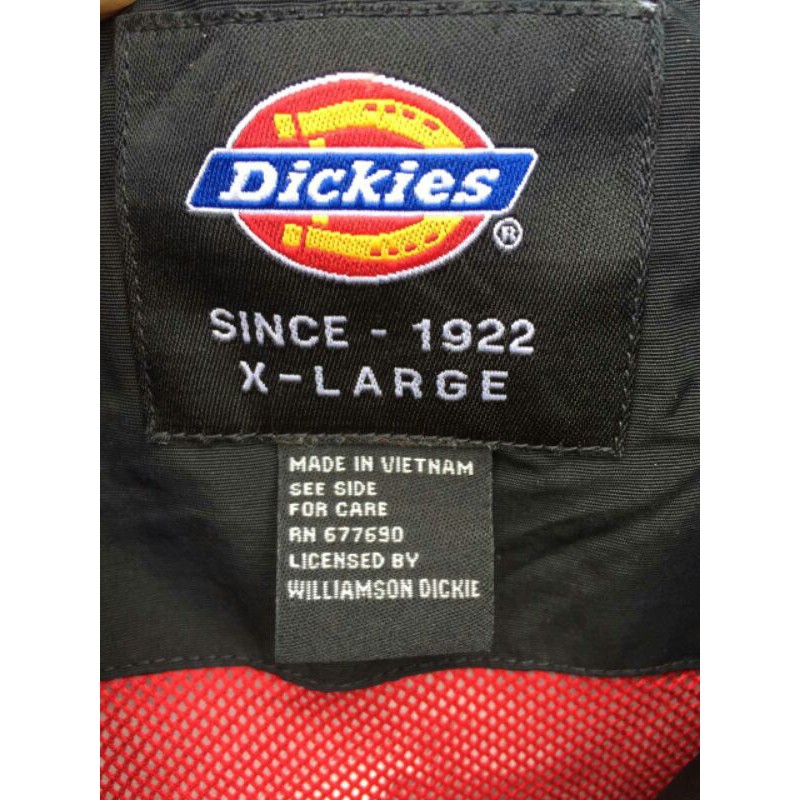 Dickies ®
SINCE - 1922
X-LARGE
MADE IN VIETNAM
SEE SIDE
FOR CARE
RN 677690
LICENSED BY
WILLIAMSON DICKIE